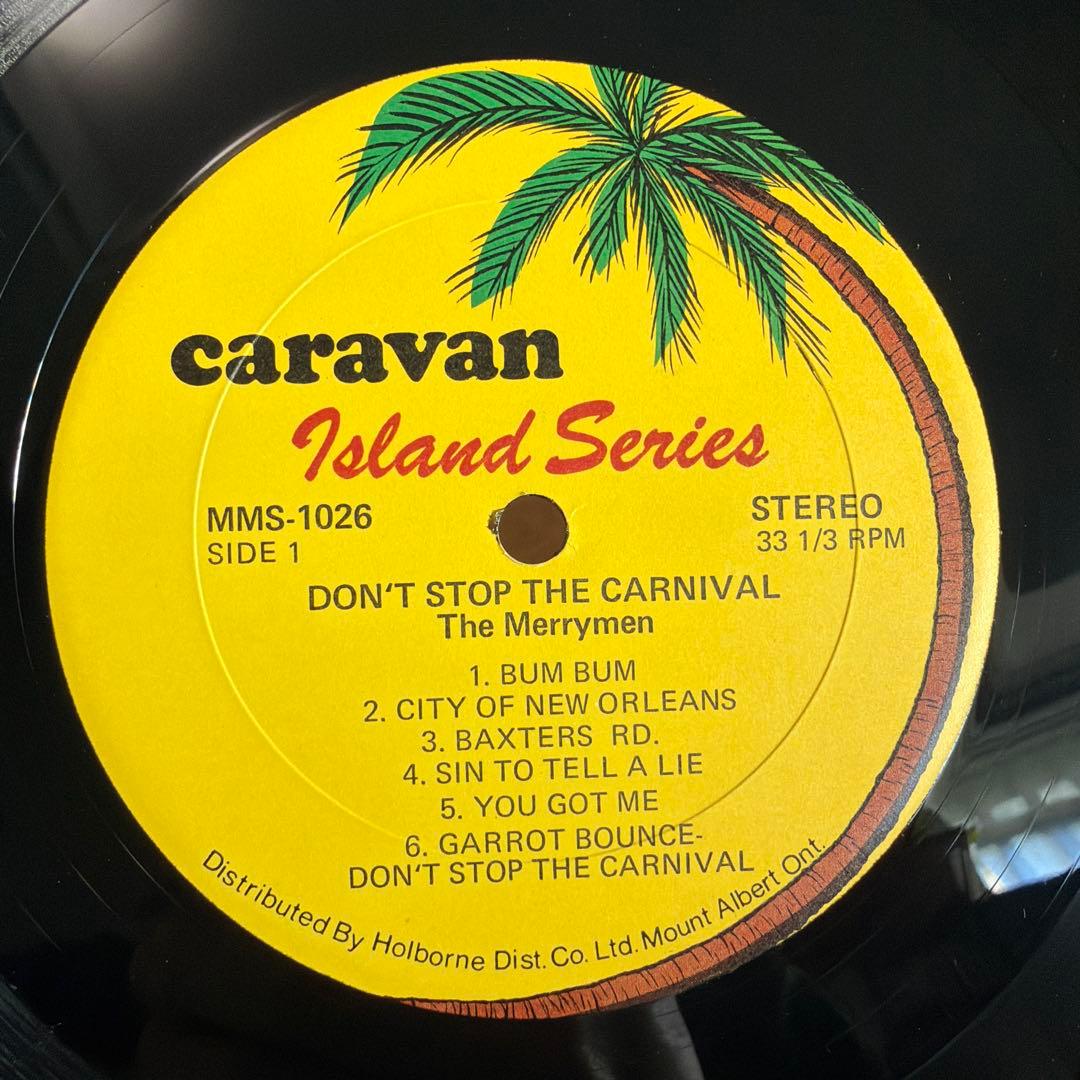 caravan
Island Series
MMS-1026
SIDE 1
STEREO
33 1/3 RPM
DON'T STOP THE CARNIVAL
The Merrymen
1. BUM BUM
2. CITY OF NEW ORLEANS
3. BAXTERS RD.
4. SIN TO TELL A LIE
5. YOU GOT ME
6. GARROT BOUNCE-
DON'T STOP THE CARNIVAL
Distributed By Holborne Dist. Co. Ltd. Mount Albert Ont.